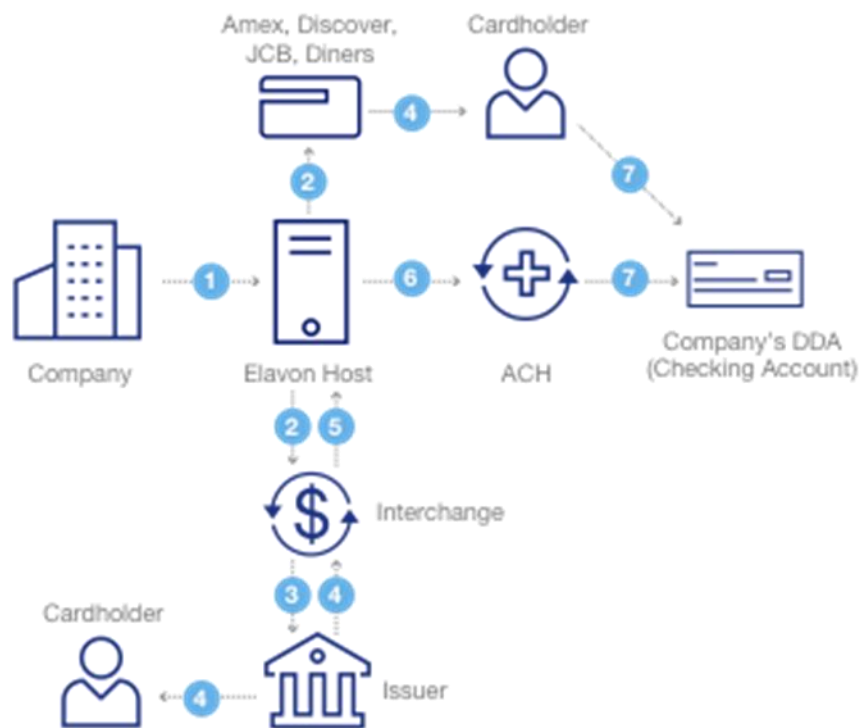 Amex, Discover,
JCB, Diners
Cardholder
4
2
7
1
6
7
Company
Elavon Host
ACH
Company's DDA
(Checking Account)
2
5
Interchange
3
4
Cardholder
4
Issuer